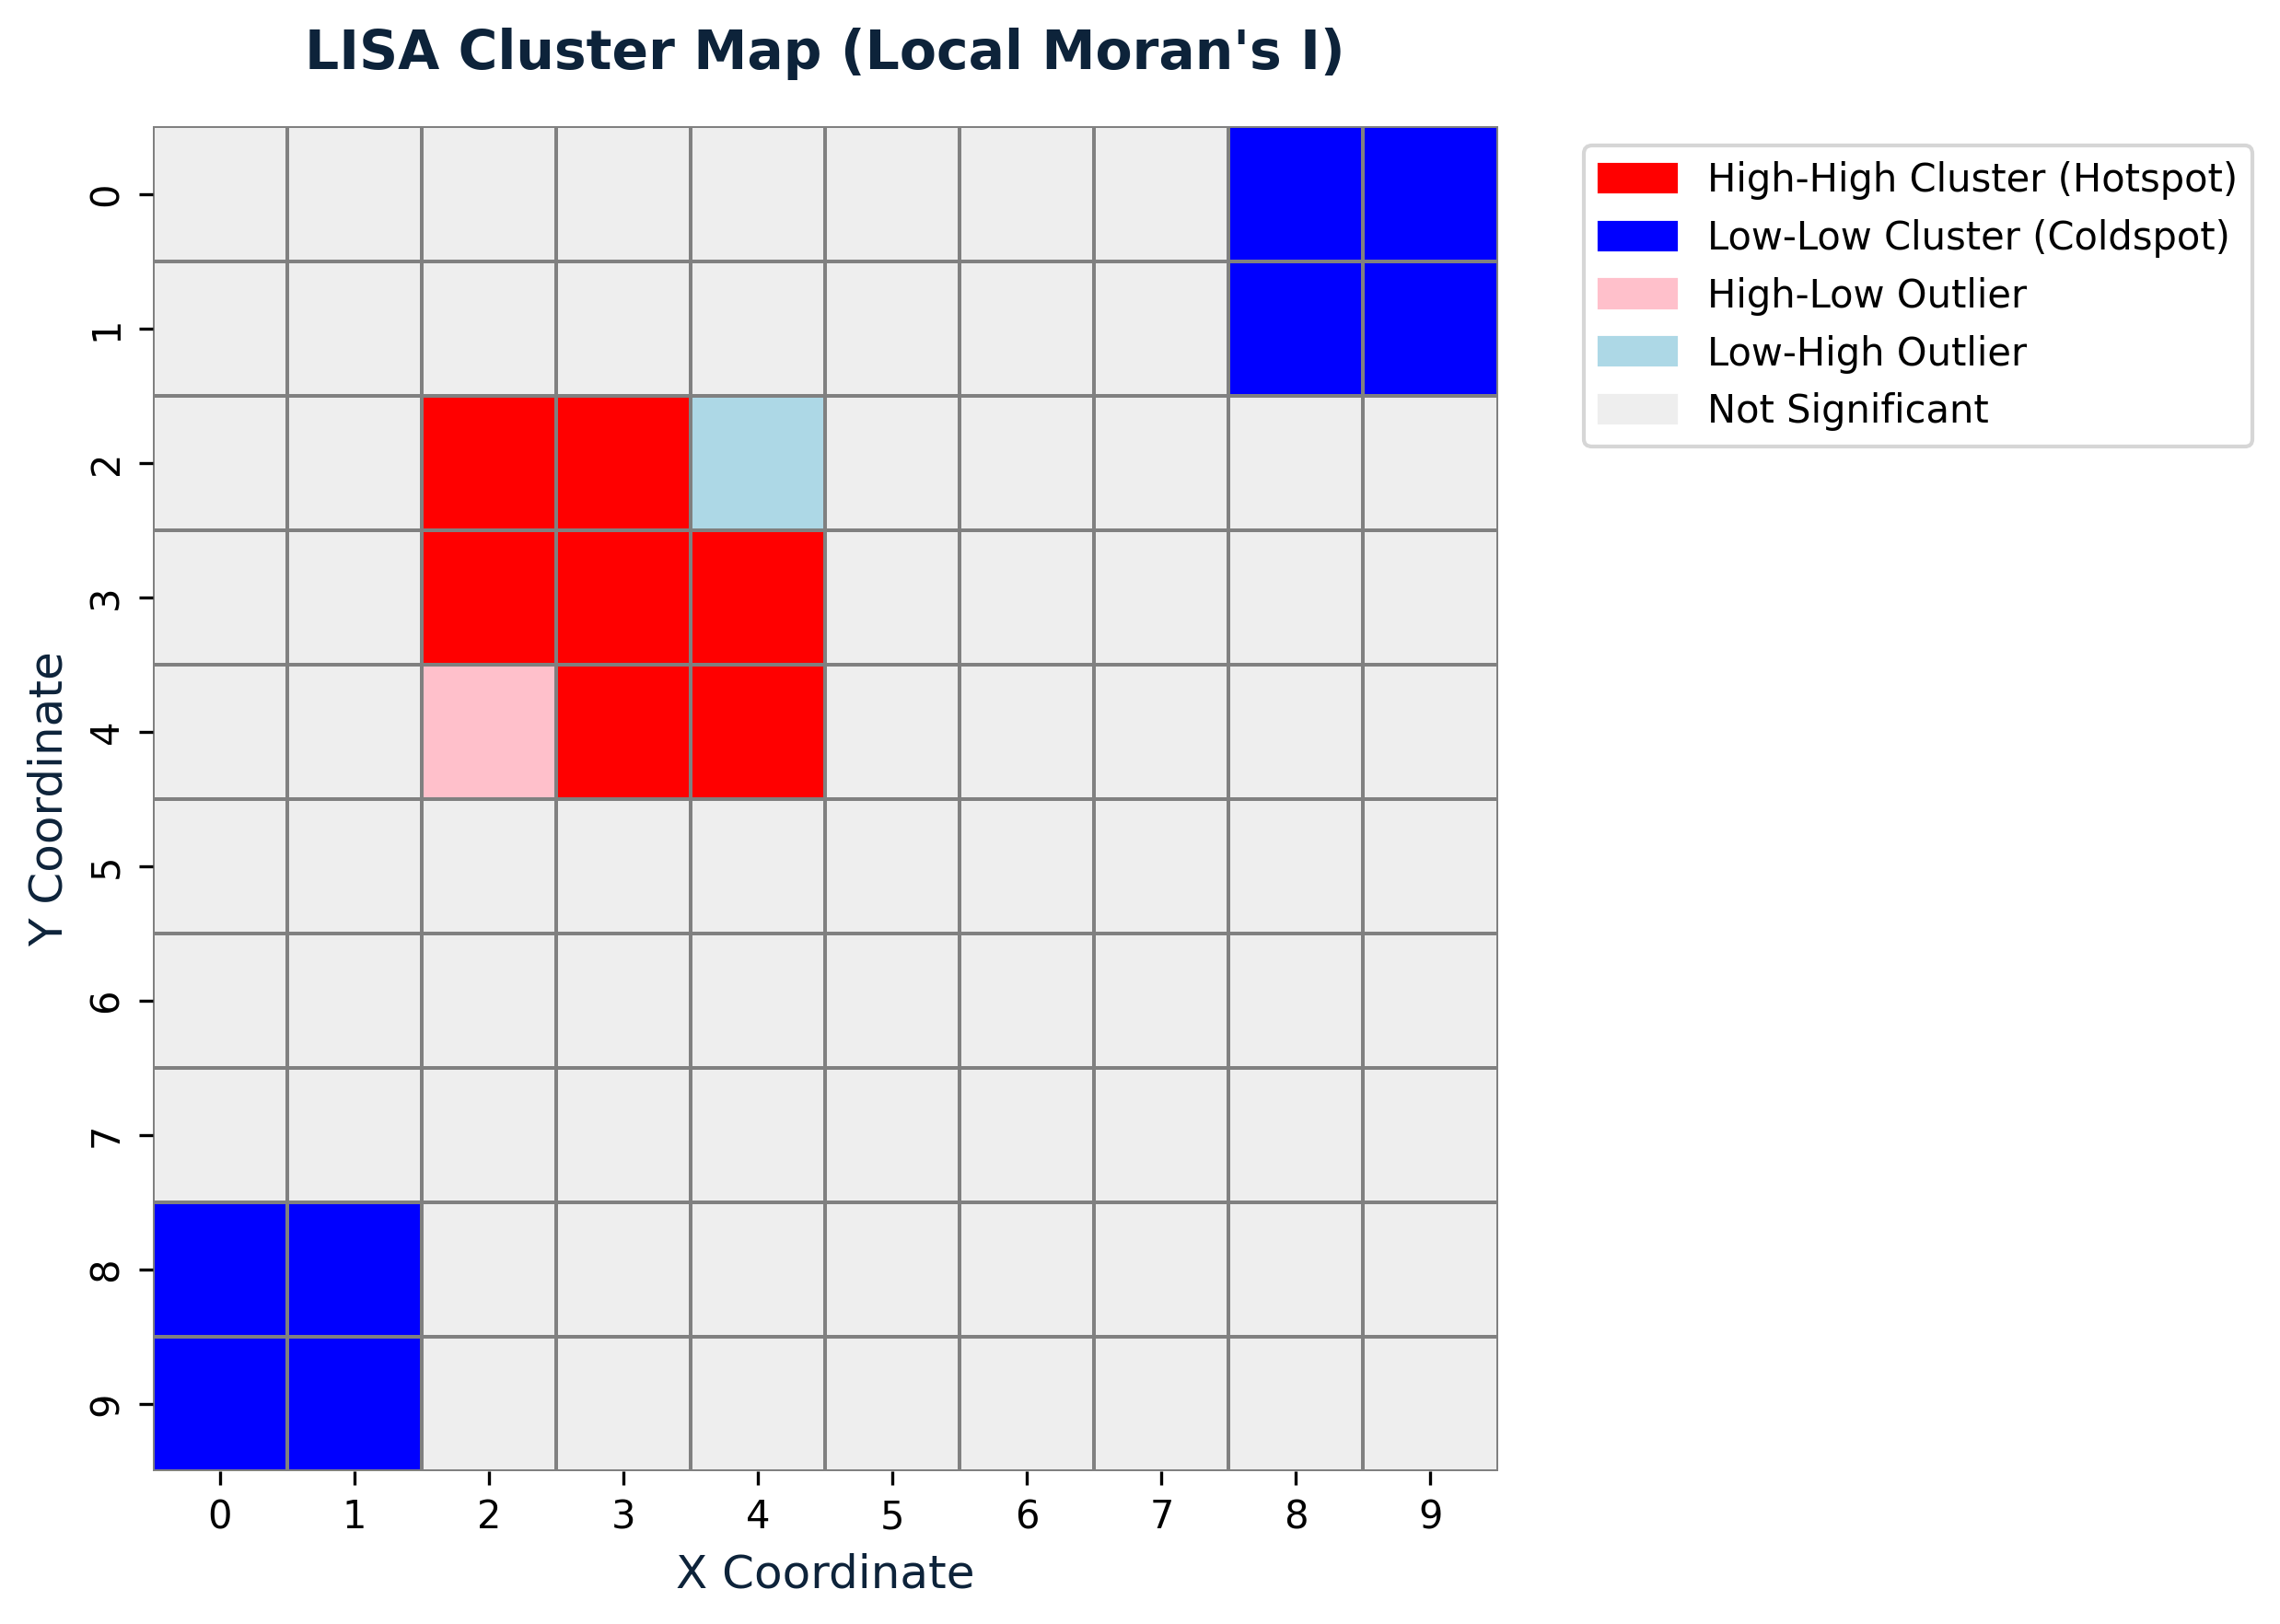 LISA Cluster Map (Local Moran's I)
High-High Cluster (Hotspot)
Low-Low Cluster (Coldspot)
High-Low Outlier
Low-High Outlier
Not Significant
Y Coordinate
0
1
2
3
4
5
6
7
8
9
0 1 2 3 4 5 6 7 8 9
X Coordinate